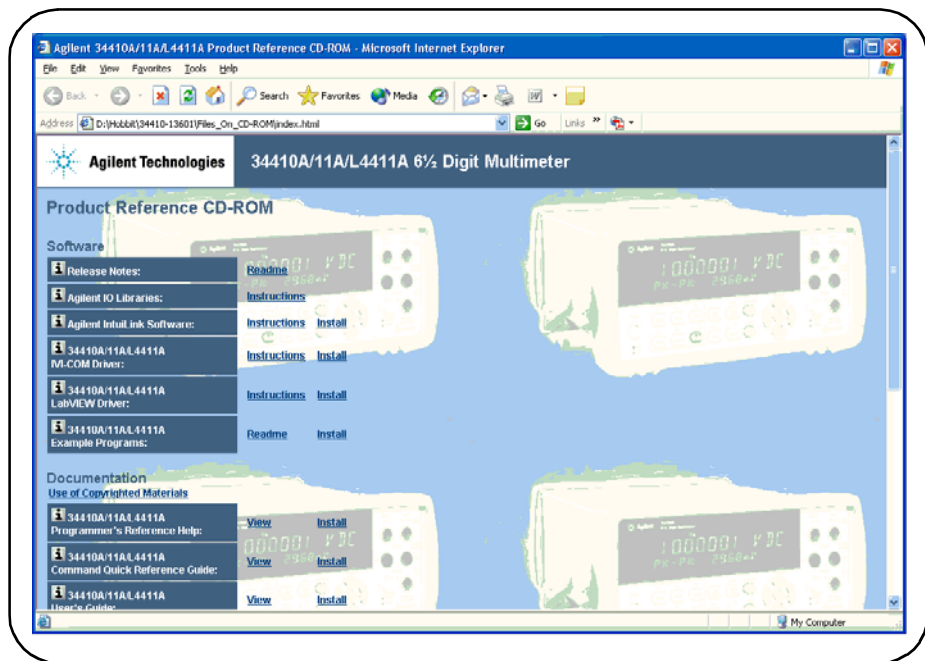 Agilent 34410A/11A/L4411A Product Reference CD-ROM - Microsoft Internet Explorer
File Edit View Favorites Tools Help
Back Search Favorites Media
Address D:\Hobbit\34410-13601\Files_On_CD-ROM\index.html Go Links »
Agilent Technologies 34410A/11A/L4411A 6½ Digit Multimeter
Product Reference CD-ROM
Software
Release Notes: Readme
Agilent IO Libraries: Instructions
Agilent IntuiLink Software: Instructions Install
34410A/11A/L4411A
IVI-COM Driver: Instructions Install
34410A/11A/L4411A
LabVIEW Driver: Instructions Install
34410A/11A/L4411A
Example Programs: Readme Install
Documentation
Use of Copyrighted Materials
34410A/11A/L4411A
Programmer's Reference Help: View Install
34410A/11A/L4411A
Command Quick Reference Guide: View Install
34410A/11A/L4411A
User's Guide: View Install
My Computer